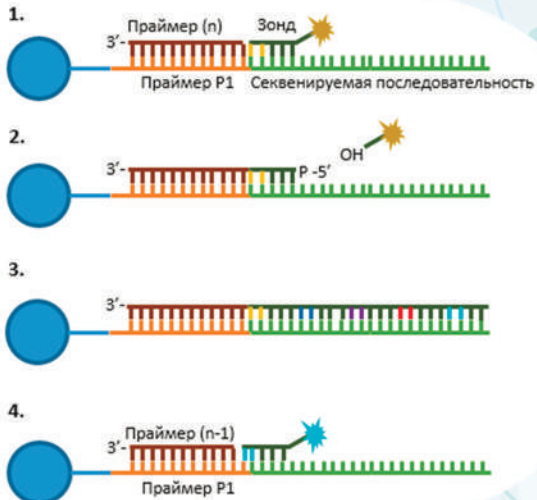 1.
Праймер (n) Зонд
3′-
Праймер P1 Секвенируемая последовательность
2.
OH
3′- P -5′
3.
3′-
4.
Праймер (n-1)
3′-
Праймер P1